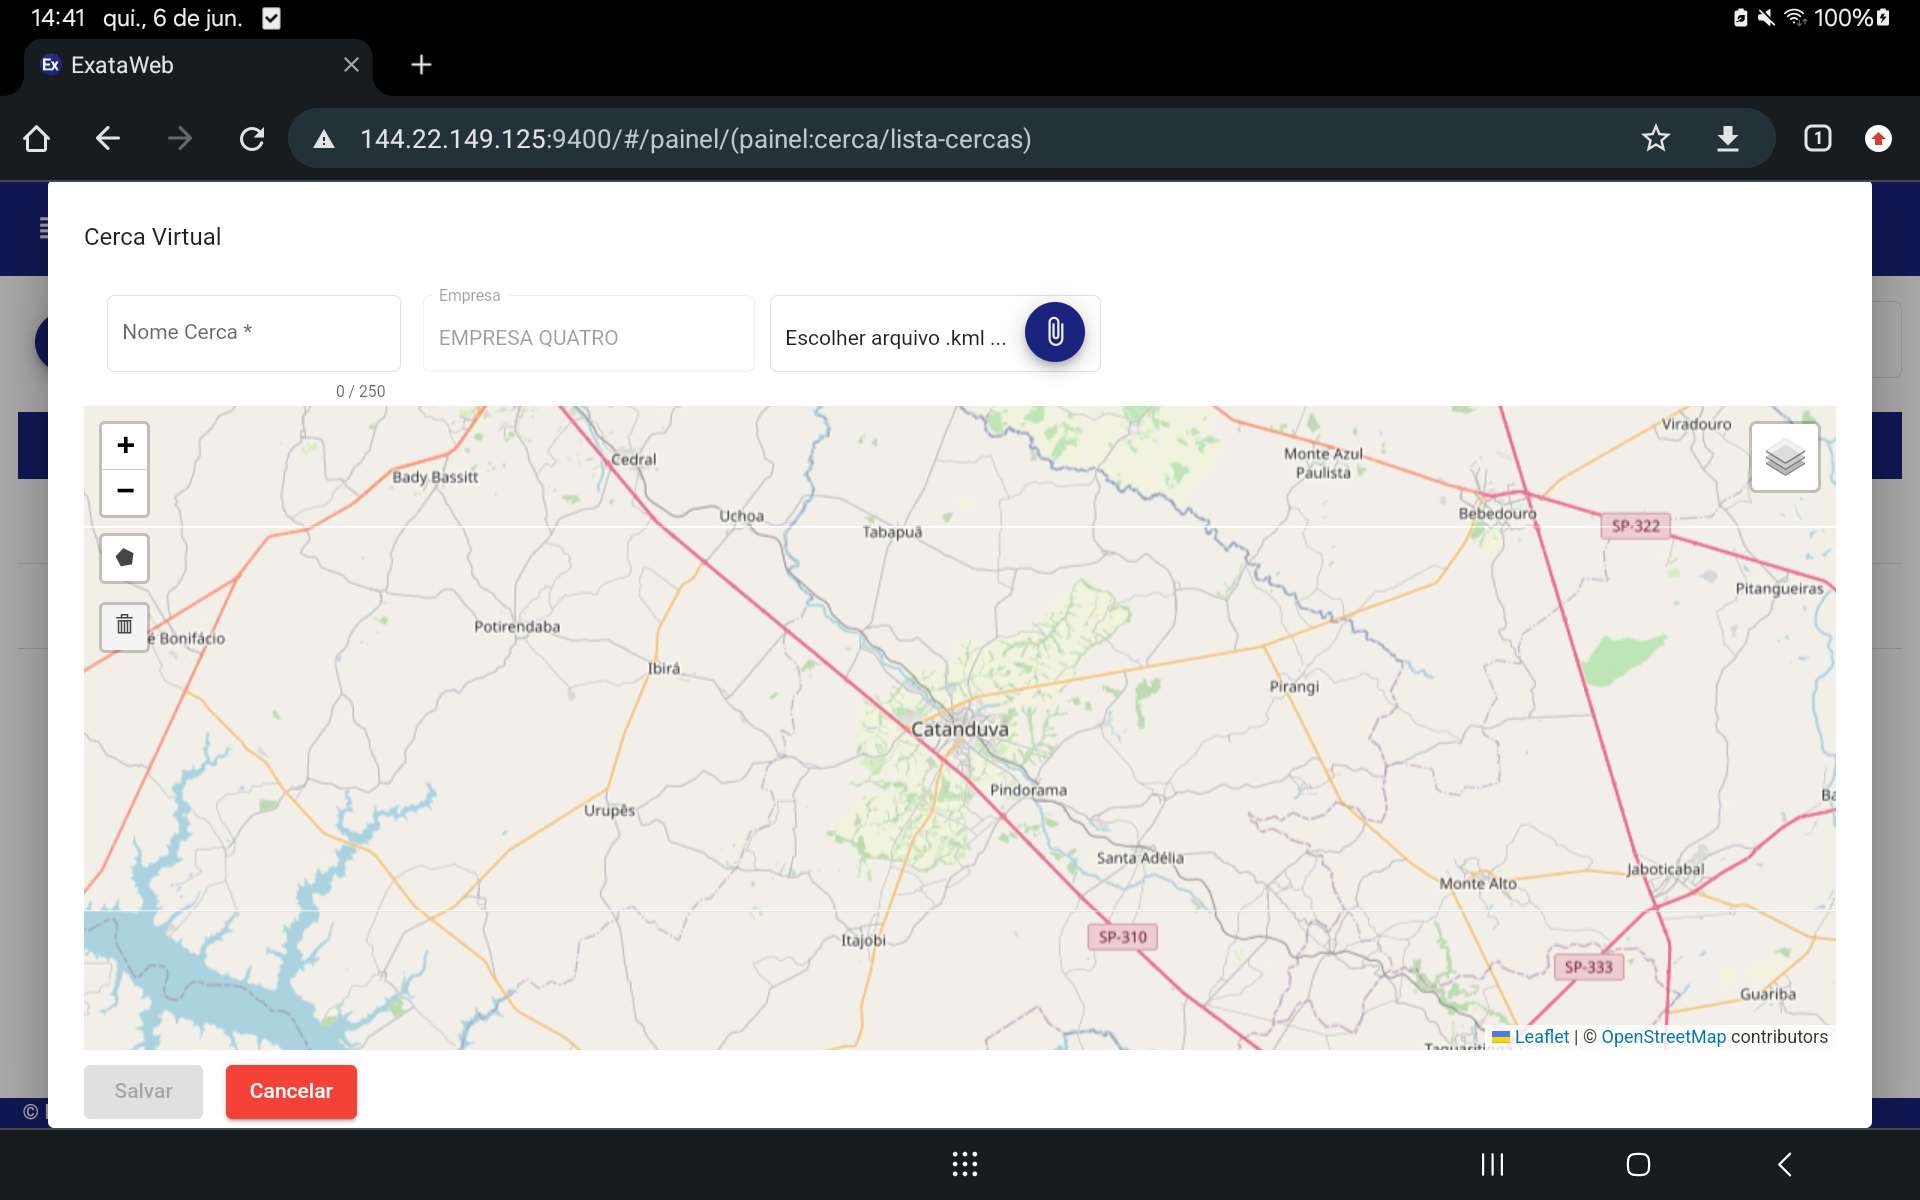 14:41 qui., 6 de jun. 100%
Ex ExataWeb
144.22.149.125:9400/#/painel/(painel:cerca/lista-cercas)
1
Cerca Virtual
Nome Cerca *
Empresa
EMPRESA QUATRO
Escolher arquivo .kml ...
0 / 250
+
−
Viradouro
Cedral
Monte Azul
Paulista
Bady Bassitt
Uchoa
Bebedouro
Tabapuã
SP-322
Pitangueiras
Potirendaba
é Bonifácio
Ibirá
Pirangi
Catanduva
Pindorama
Ba
Urupês
Santa Adélia
Jaboticabal
Monte Alto
Itajobi
SP-310
SP-333
Guariba
Leaflet | © OpenStreetMap contributors
Salvar
Cancelar
©